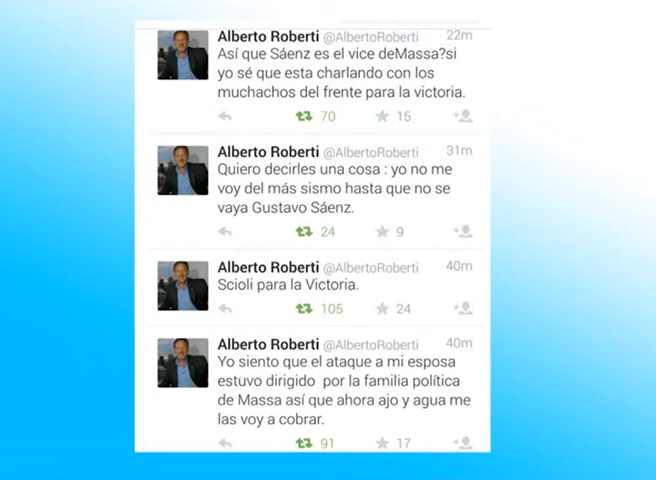 Alberto Roberti @AlbertoRoberti 22m
Así que Sáenz es el vice deMassa?si
yo sé que esta charlando con los
muchachos del frente para la victoria.
70 15
Alberto Roberti @AlbertoRoberti 31m
Quiero decirles una cosa : yo no me
voy del más sismo hasta que no se
vaya Gustavo Sáenz.
24 9
Alberto Roberti @AlbertoRoberti 40m
Scioli para la Victoria.
105 24
Alberto Roberti @AlbertoRoberti 40m
Yo siento que el ataque a mi esposa
estuvo dirigido por la familia política
de Massa así que ahora ajo y agua me
las voy a cobrar.
91 17